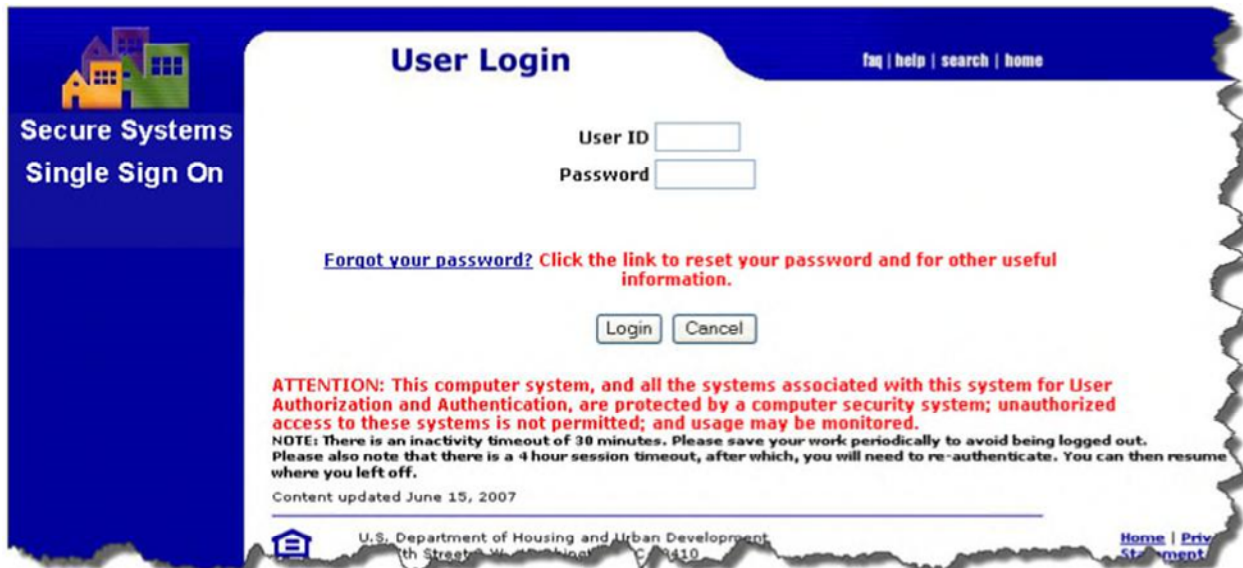 User Login
faq | help | search | home
Secure Systems
Single Sign On
User ID
Password
Forgot your password? Click the link to reset your password and for other useful
information.
Login Cancel
ATTENTION: This computer system, and all the systems associated with this system for User
Authorization and Authentication, are protected by a computer security system; unauthorized
access to these systems is not permitted; and usage may be monitored.
NOTE: There is an inactivity timeout of 30 minutes. Please save your work periodically to avoid being logged out.
Please also note that there is a 4 hour session timeout, after which, you will need to re-authenticate. You can then resume
where you left off.
Content updated June 15, 2007
U.S. Department of Housing and Urban Development
Home | Priv
th Street